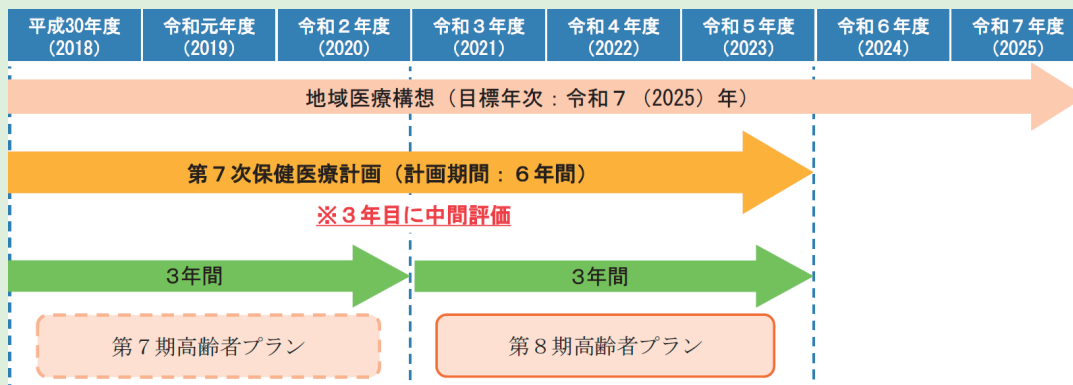 平成30年度
(2018)
令和元年度
(2019)
令和２年度
(2020)
令和３年度
(2021)
令和４年度
(2022)
令和５年度
(2023)
令和６年度
(2024)
令和７年度
(2025)
地域医療構想（目標年次：令和７（2025）年）
第７次保健医療計画（計画期間：６年間）
※３年目に中間評価
3年間
3年間
第７期高齢者プラン
第８期高齢者プラン